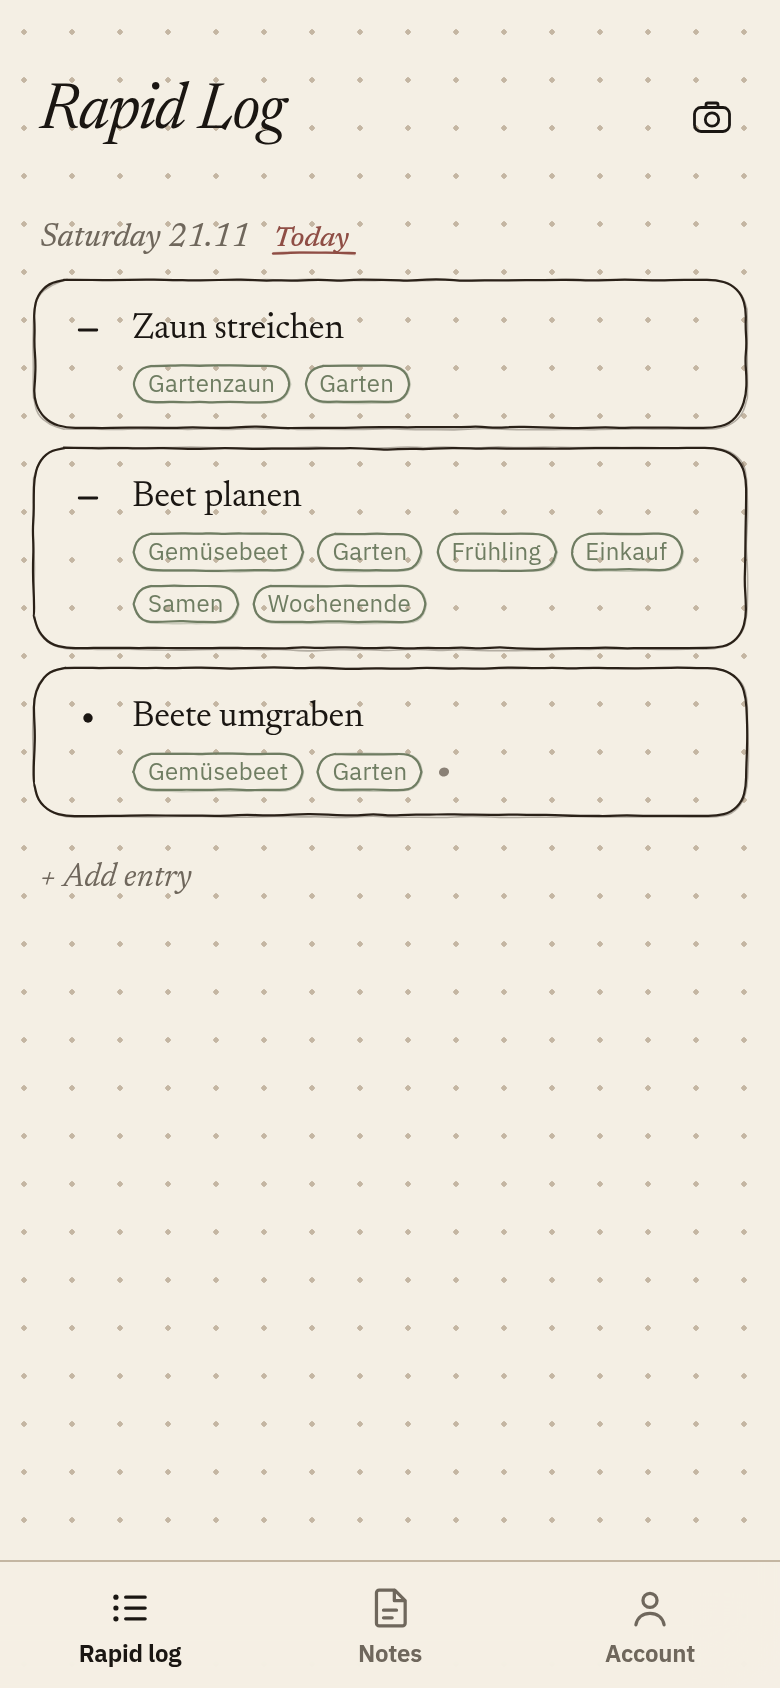 Rapid Log
Saturday 21.11 Today
– Zaun streichen
Gartenzaun Garten
– Beet planen
Gemüsebeet Garten Frühling Einkauf
Samen Wochenende
• Beete umgraben
Gemüsebeet Garten •
+ Add entry
Rapid log Notes Account